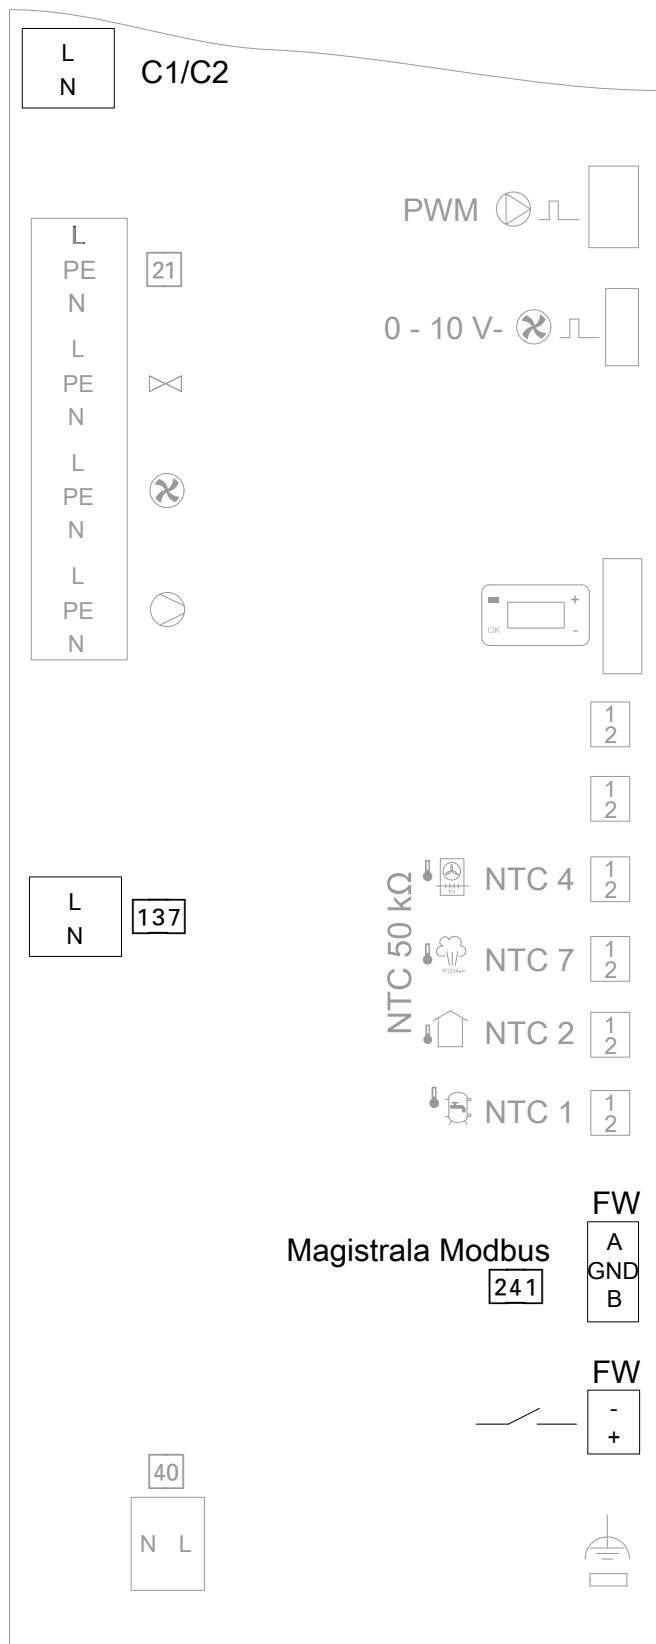 L
N
C1/C2
PWM
L
PE
N
21
0 - 10 V-
L
PE
N
L
PE
N
L
PE
N
+
OK
-
1
2
1
2
NTC 50 kΩ
EV
NTC 4
1
2
L
N
137
R1234-
NTC 7
1
2
NTC 2
1
2
NTC 1
1
2
FW
Magistrala Modbus
241
A
GND
B
FW
-
+
40
N L